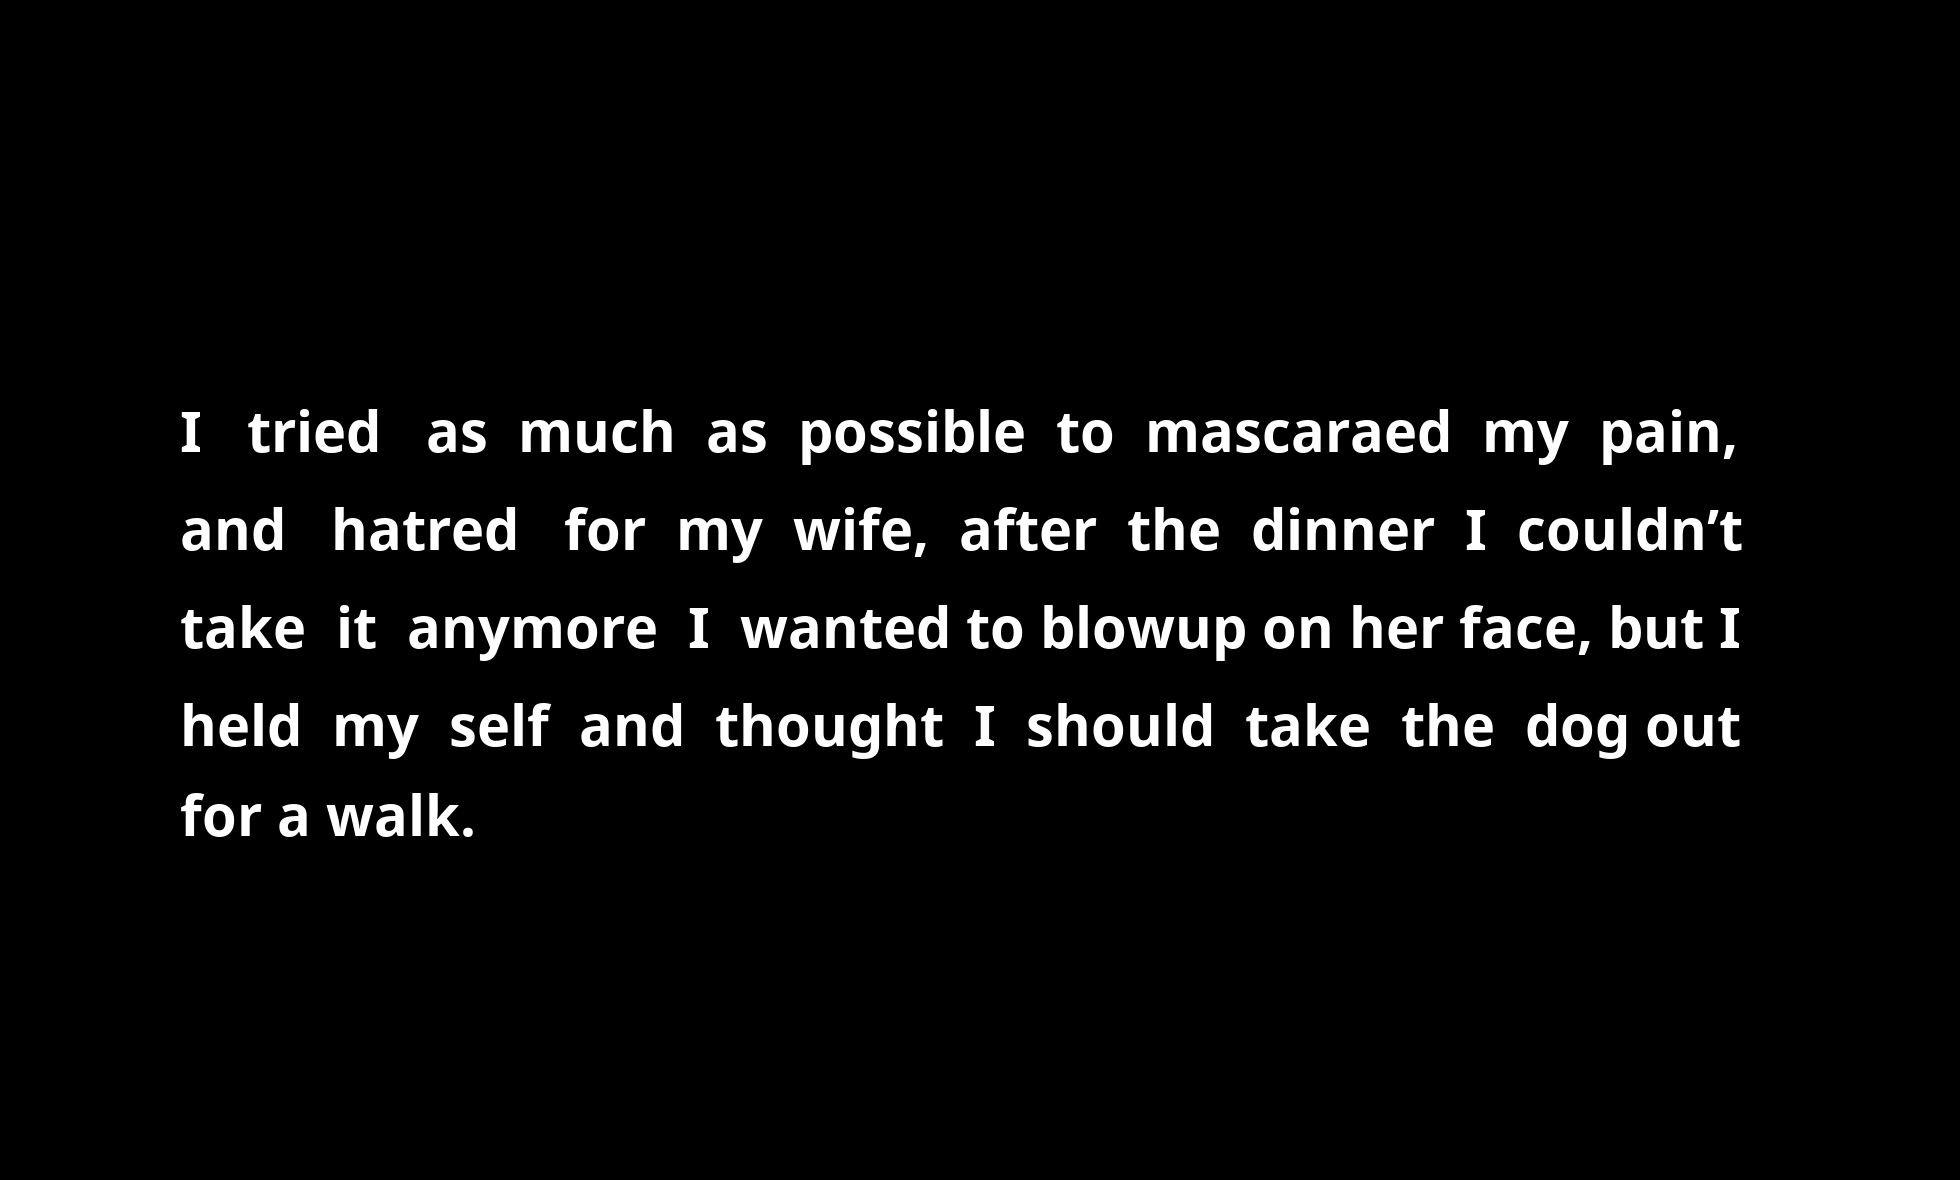 I tried as much as possible to mascaraed my pain,
and hatred for my wife, after the dinner I couldn’t
take it anymore I wanted to blowup on her face, but I
held my self and thought I should take the dog out
for a walk.